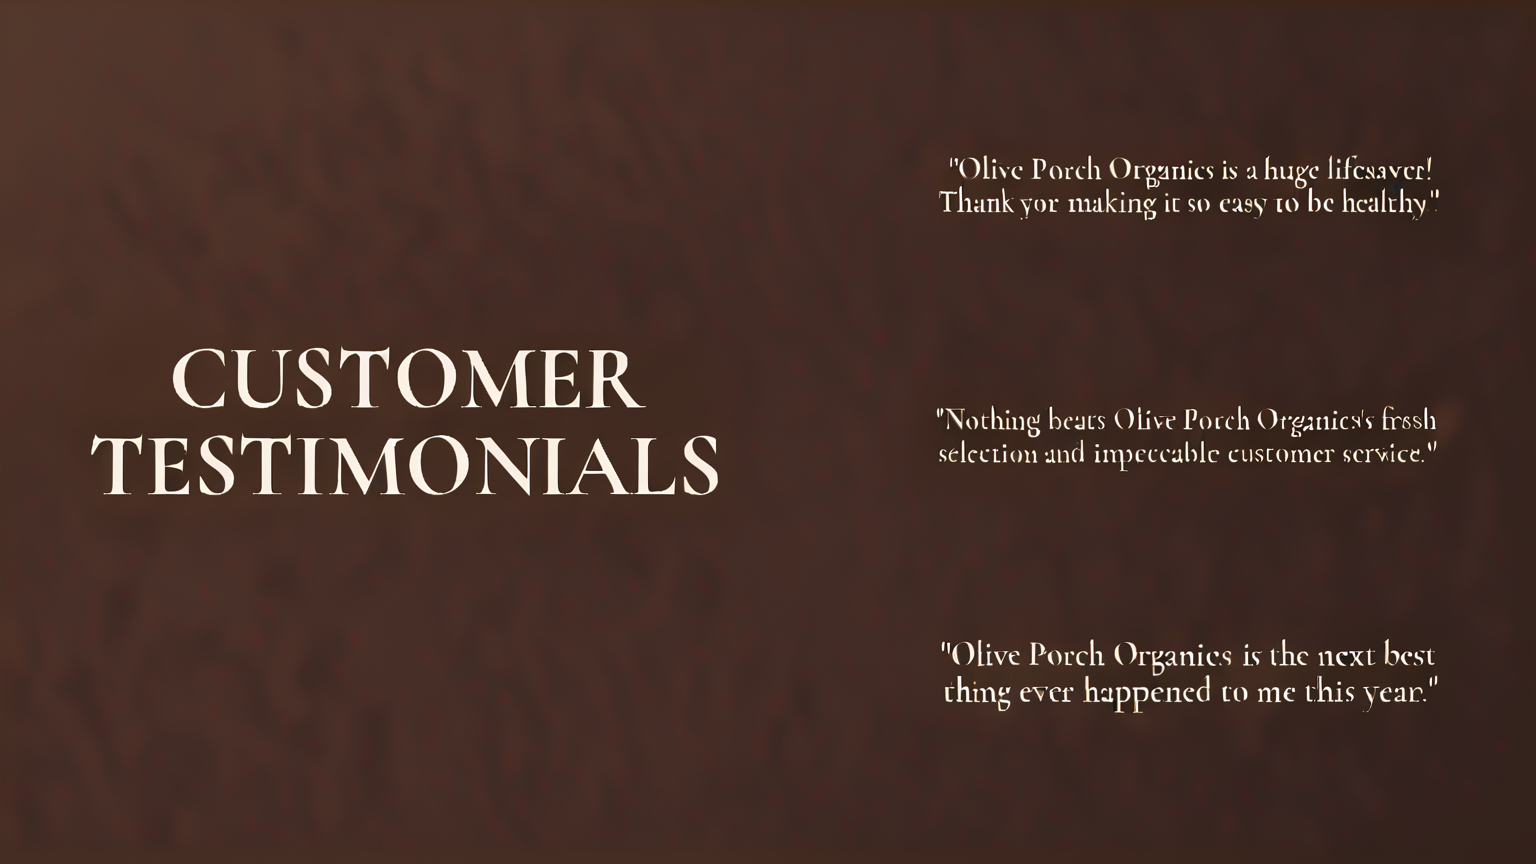 CUSTOMER
TESTIMONIALS
"Olive Porch Organics is a huge lifesaver!
Thank yor making it so easy to be healthy"
"Nothing beats Olive Porch Organics's fresh
selection and impeccable customer service."
"Olive Porch Organics is the next best
thing ever happened to me this year."